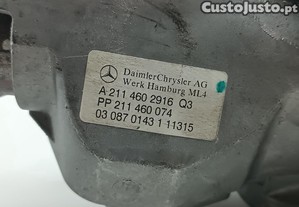 CustoJusto.pt
DaimlerChrysler AG
Werk Hamburg ML4
A 211 460 2916 Q3
PP 211 460 074
03 087 0143 1 11315